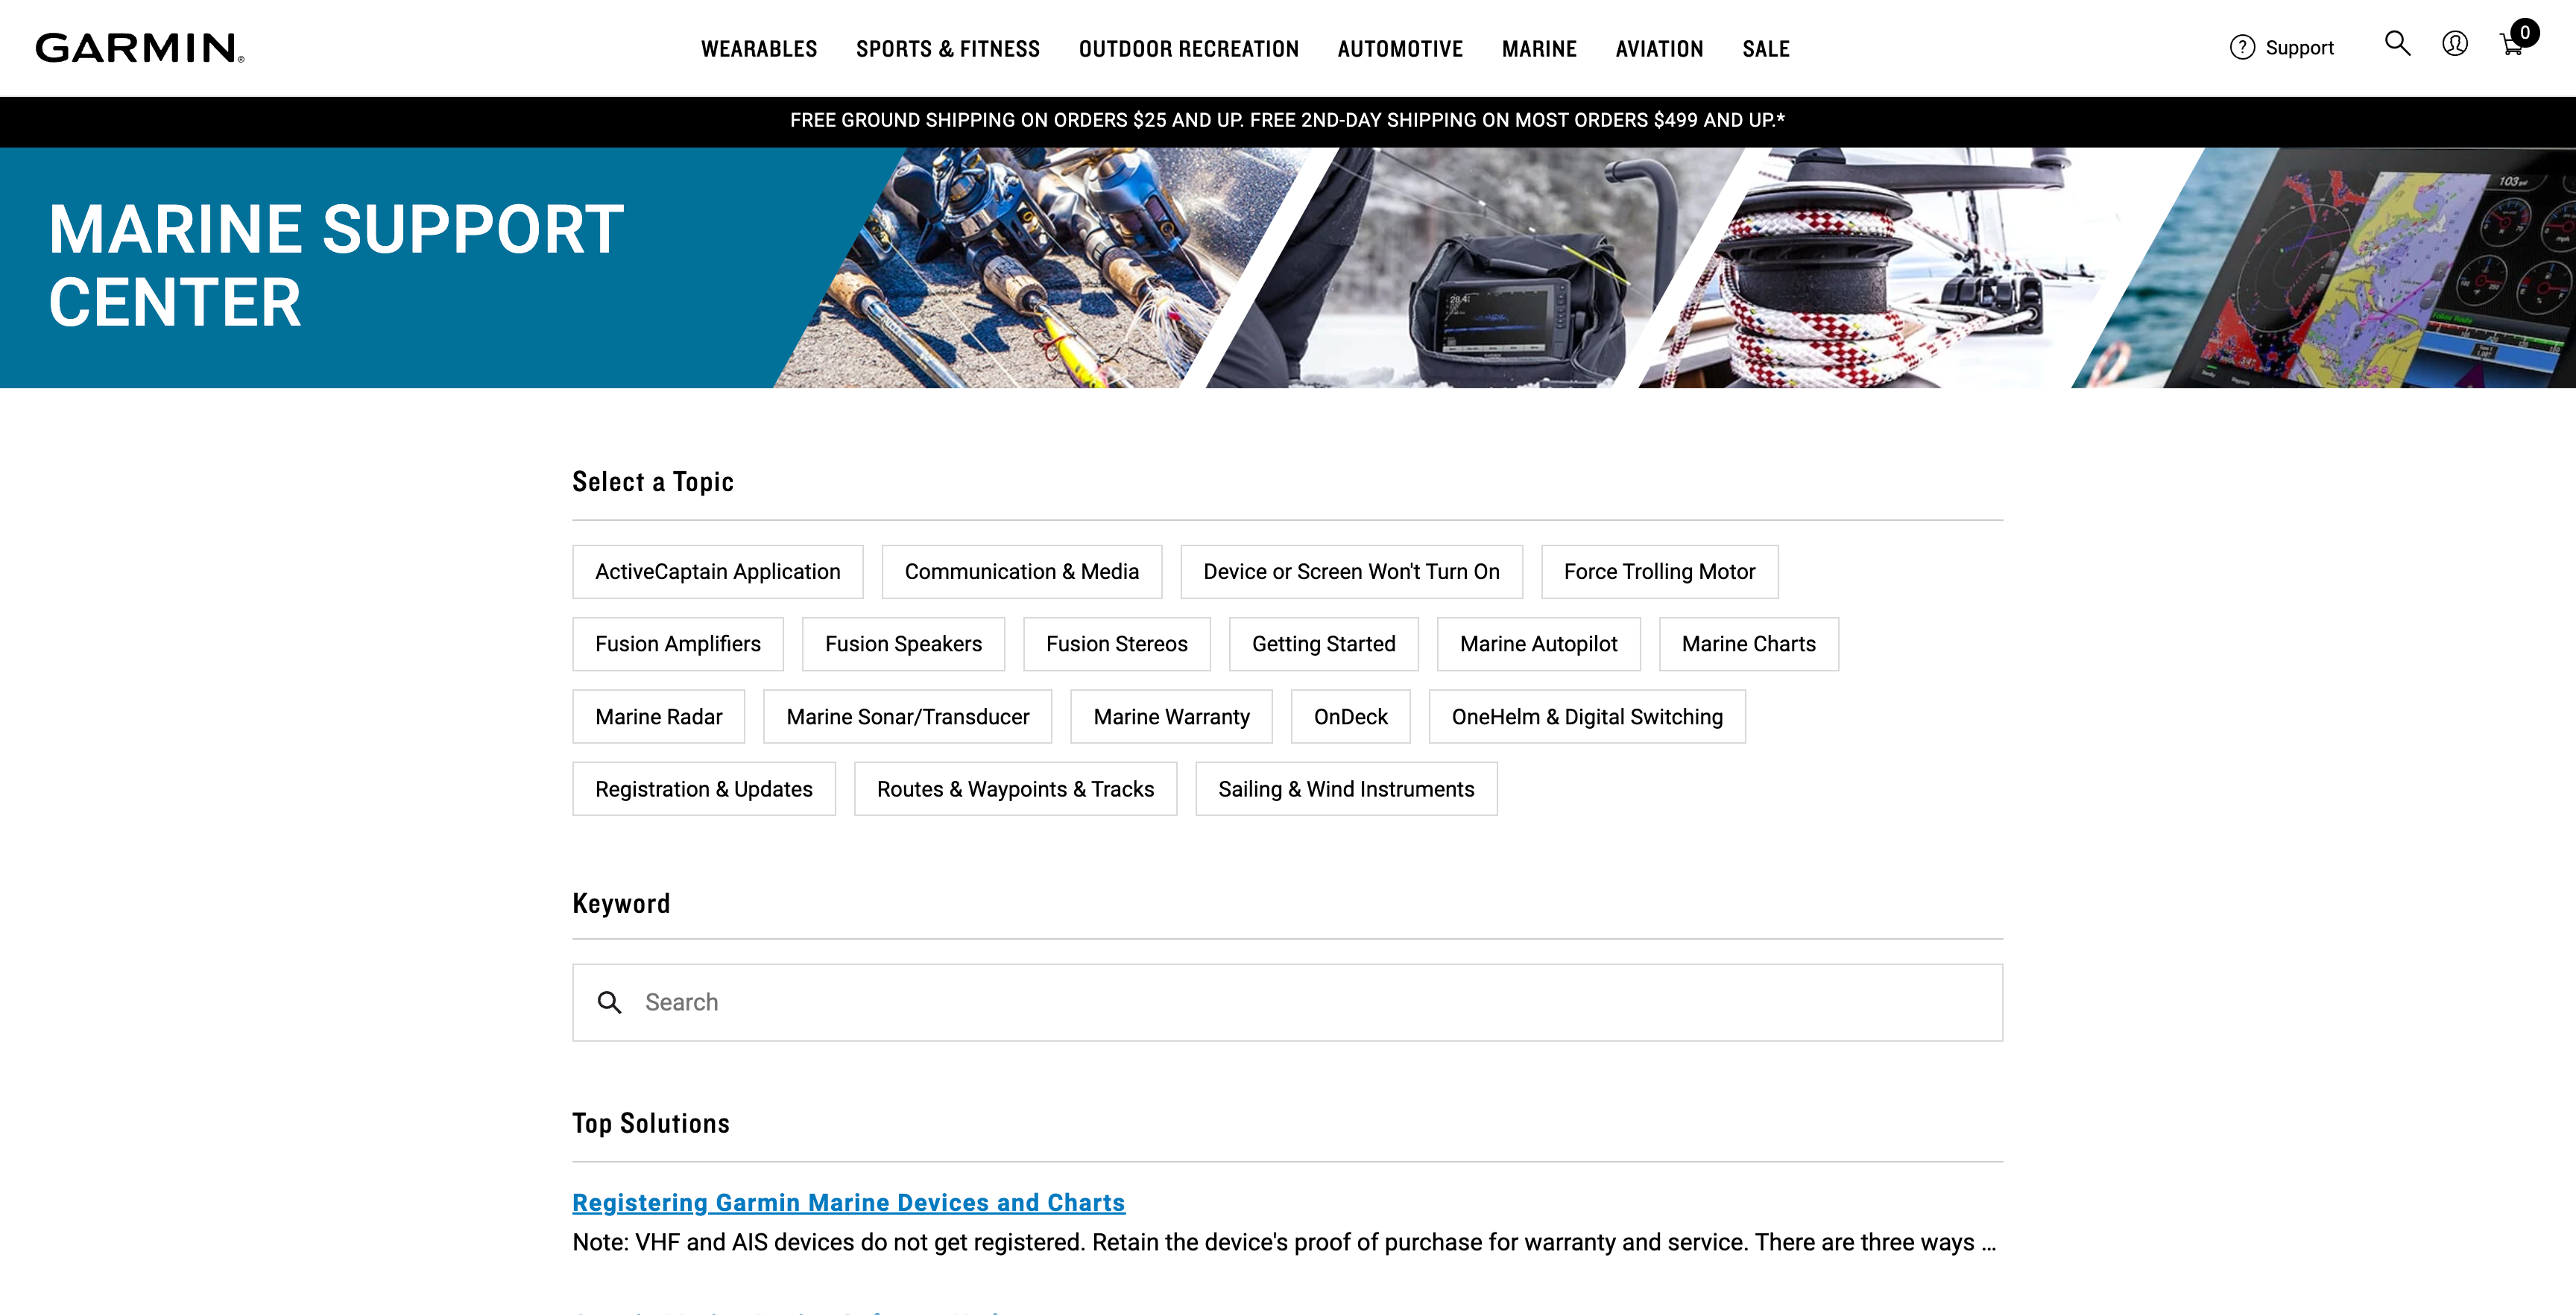 GARMIN®
WEARABLES SPORTS & FITNESS OUTDOOR RECREATION AUTOMOTIVE MARINE AVIATION SALE
? Support
0
FREE GROUND SHIPPING ON ORDERS $25 AND UP. FREE 2ND-DAY SHIPPING ON MOST ORDERS $499 AND UP.*
MARINE SUPPORT
CENTER
Select a Topic
ActiveCaptain Application Communication & Media Device or Screen Won't Turn On Force Trolling Motor
Fusion Amplifiers Fusion Speakers Fusion Stereos Getting Started Marine Autopilot Marine Charts
Marine Radar Marine Sonar/Transducer Marine Warranty OnDeck OneHelm & Digital Switching
Registration & Updates Routes & Waypoints & Tracks Sailing & Wind Instruments
Keyword
Search
Top Solutions
Registering Garmin Marine Devices and Charts
Note: VHF and AIS devices do not get registered. Retain the device's proof of purchase for warranty and service. There are three ways ...